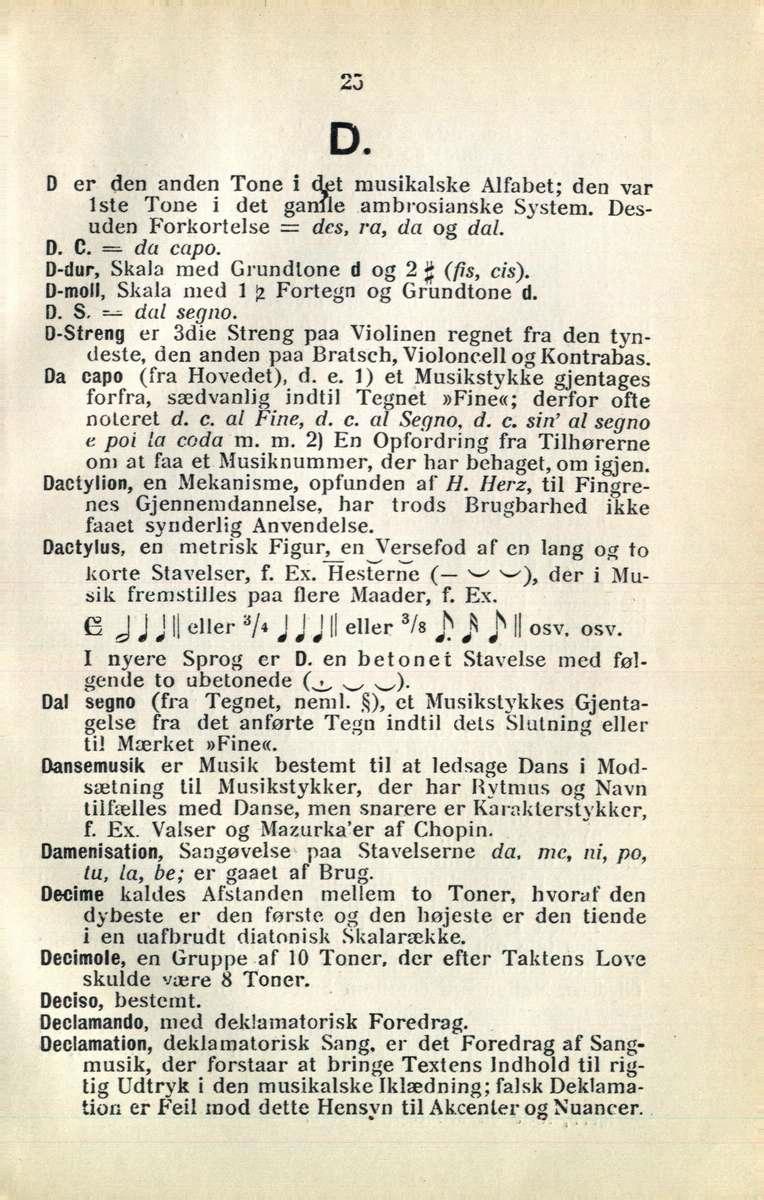 25
D.
D er den anden Tone i det musikalske Alfabet; den var
1ste Tone i det gamle ambrosianske System. Des-
uden Forkortelse = des, ra, da og dal.
D. C. = da capo.
D-dur, Skala med Grundtone d og 2 ♯ (fis, cis).
D-moll, Skala med 1 ♭ Fortegn og Grundtone d.
D. S. = dal segno.
D-Streng er 3die Streng paa Violinen regnet fra den tyn-
deste, den anden paa Bratsch, Violoncell og Kontrabas.
Da capo (fra Hovedet), d. e. 1) et Musikstykke gjentages
forfra, sædvanlig indtil Tegnet »Fine«; derfor ofte
noteret d. c. al Fine, d. c. al Segno, d. c. sin' al segno
e poi la coda m. m. 2) En Opfordring fra Tilhørerne
om at faa et Musiknummer, der har behaget, om igjen.
Dactylion, en Mekanisme, opfunden af H. Herz, til Fingre-
nes Gjennemdannelse, har trods Brugbarhed ikke
faaet synderlig Anvendelse.
Dactylus, en metrisk Figur, en Versefod af en lang og to
korte Stavelser, f. Ex. Hesterne (— ⏑ ⏑), der i Mu-
sik fremstilles paa flere Maader, f. Ex.
eller 3/4 eller 3/8 osv. osv.
I nyere Sprog er D. en betonet Stavelse med føl-
gende to ubetonede (⏑ ⏑ ⏑).
Dal segno (fra Tegnet, neml. §), et Musikstykkes Gjenta-
gelse fra det anførte Tegn indtil dets Slutning eller
til Mærket »Fine«.
Dansemusik er Musik bestemt til at ledsage Dans i Mod-
sætning til Musikstykker, der har Rytmus og Navn
tilfælles med Danse, men snarere er Karakterstykker,
f. Ex. Valser og Mazurka'er af Chopin.
Damenisation, Sangøvelse paa Stavelserne da, me, ni, po,
tu, la, be; er gaaet af Brug.
Decime kaldes Afstanden mellem to Toner, hvoraf den
dybeste er den første og den højeste er den tiende
i en uafbrudt diatonisk Skalarække.
Decimole, en Gruppe af 10 Toner, der efter Taktens Love
skulde være 8 Toner.
Deciso, bestemt.
Declamando, med deklamatorisk Foredrag.
Declamation, deklamatorisk Sang, er det Foredrag af Sang-
musik, der forstaar at bringe Textens Indhold til rig-
tig Udtryk i den musikalske Iklædning; falsk Deklama-
tion er Feil mod dette Hensyn til Akcenter og Nuancer.